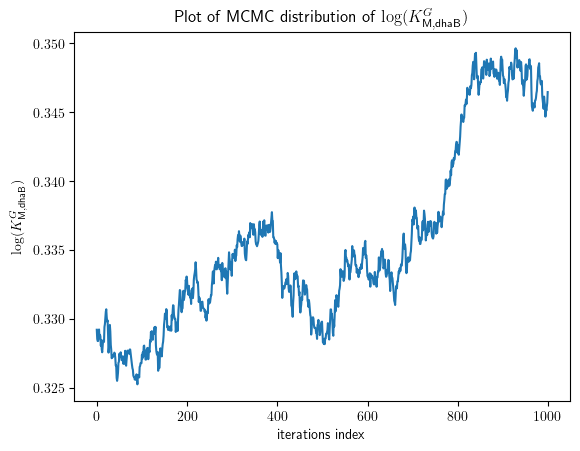 Plot of MCMC distribution of log(K^G_M,dhaB)
0.350
0.345
0.340
0.335
0.330
0.325
log(K^G_M,dhaB)
0 200 400 600 800 1000
iterations index